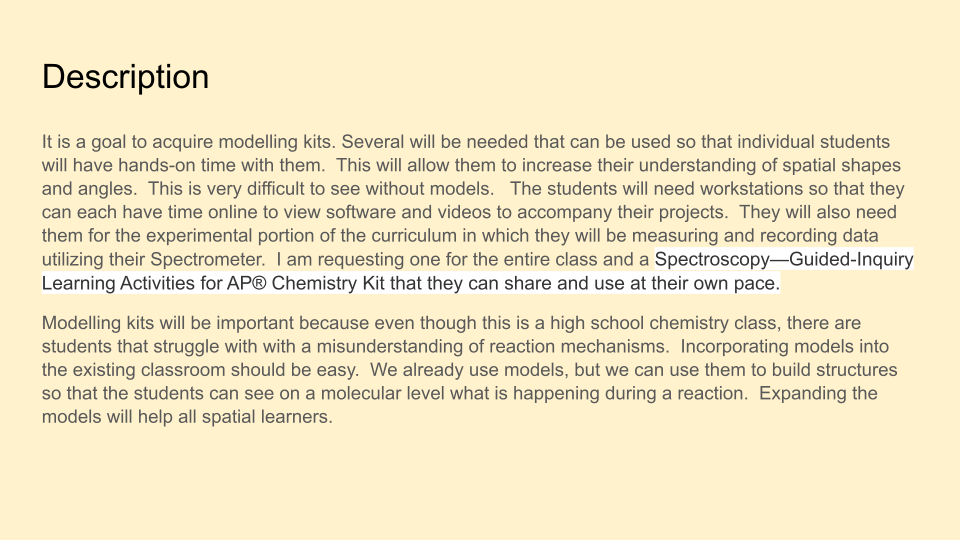 Description
It is a goal to acquire modelling kits. Several will be needed that can be used so that individual students
will have hands-on time with them.  This will allow them to increase their understanding of spatial shapes
and angles.  This is very difficult to see without models.   The students will need workstations so that they
can each have time online to view software and videos to accompany their projects.  They will also need
them for the experimental portion of the curriculum in which they will be measuring and recording data
utilizing their Spectrometer.  I am requesting one for the entire class and a Spectroscopy—Guided-Inquiry
Learning Activities for AP® Chemistry Kit that they can share and use at their own pace.
Modelling kits will be important because even though this is a high school chemistry class, there are
students that struggle with with a misunderstanding of reaction mechanisms.  Incorporating models into
the existing classroom should be easy.  We already use models, but we can use them to build structures
so that the students can see on a molecular level what is happening during a reaction.  Expanding the
models will help all spatial learners.